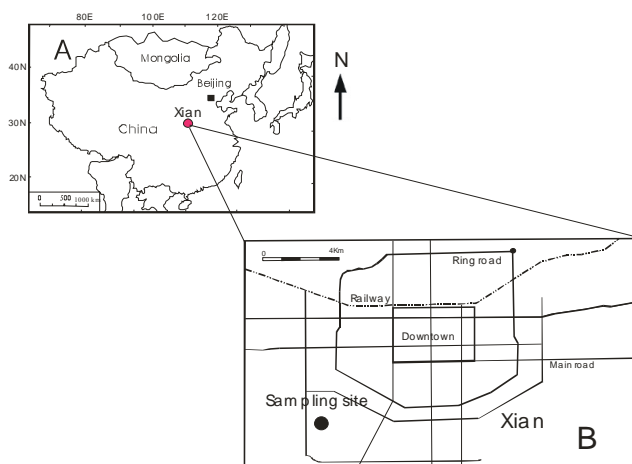 80E 100E 120E
A
Mongolia
40N
N
Beijing
Xian
China
30N
20N
0 500 1000 km
0 4Km
Ring road
Railway
Downtown
Main road
Sampling site
Xian
B